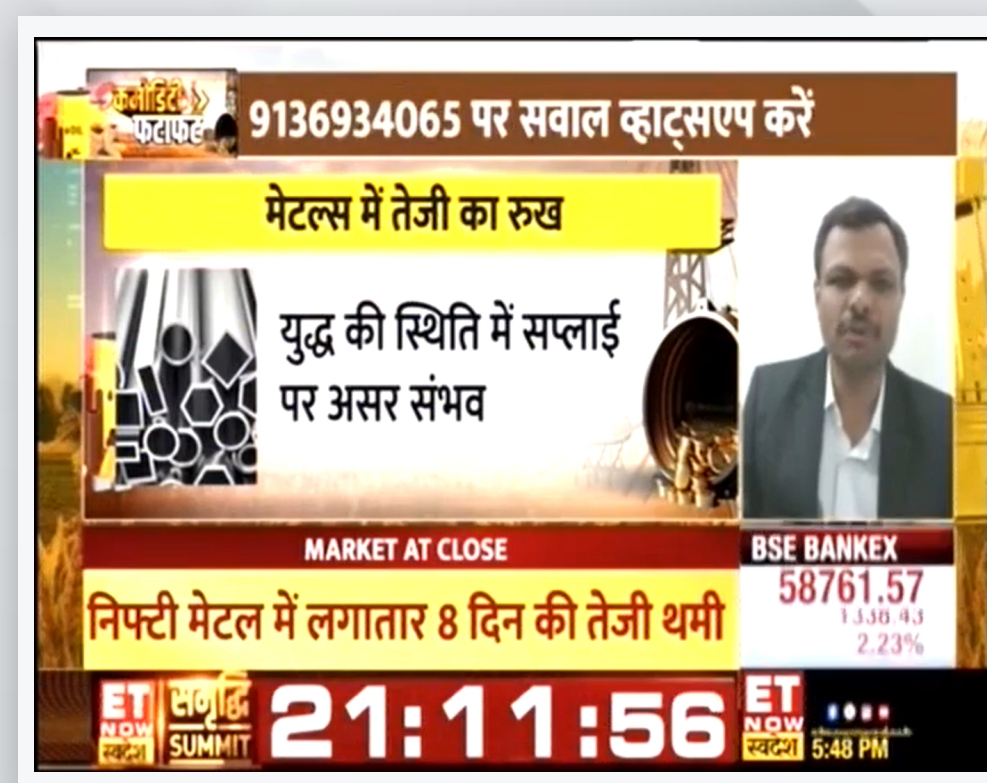 कमोडिटी
फटाफट
9136934065 पर सवाल व्हाट्सएप करें
मेटल्स में तेजी का रुख
युद्ध की स्थिति में सप्लाई
पर असर संभव
MARKET AT CLOSE
निफ्टी मेटल में लगातार 8 दिन की तेजी थमी
BSE BANKEX
58761.57
1338.43
2.23%
ET
NOW
स्वदेश
समृद्धि
SUMMIT
21:11:56
ET
NOW
स्वदेश
5:48 PM